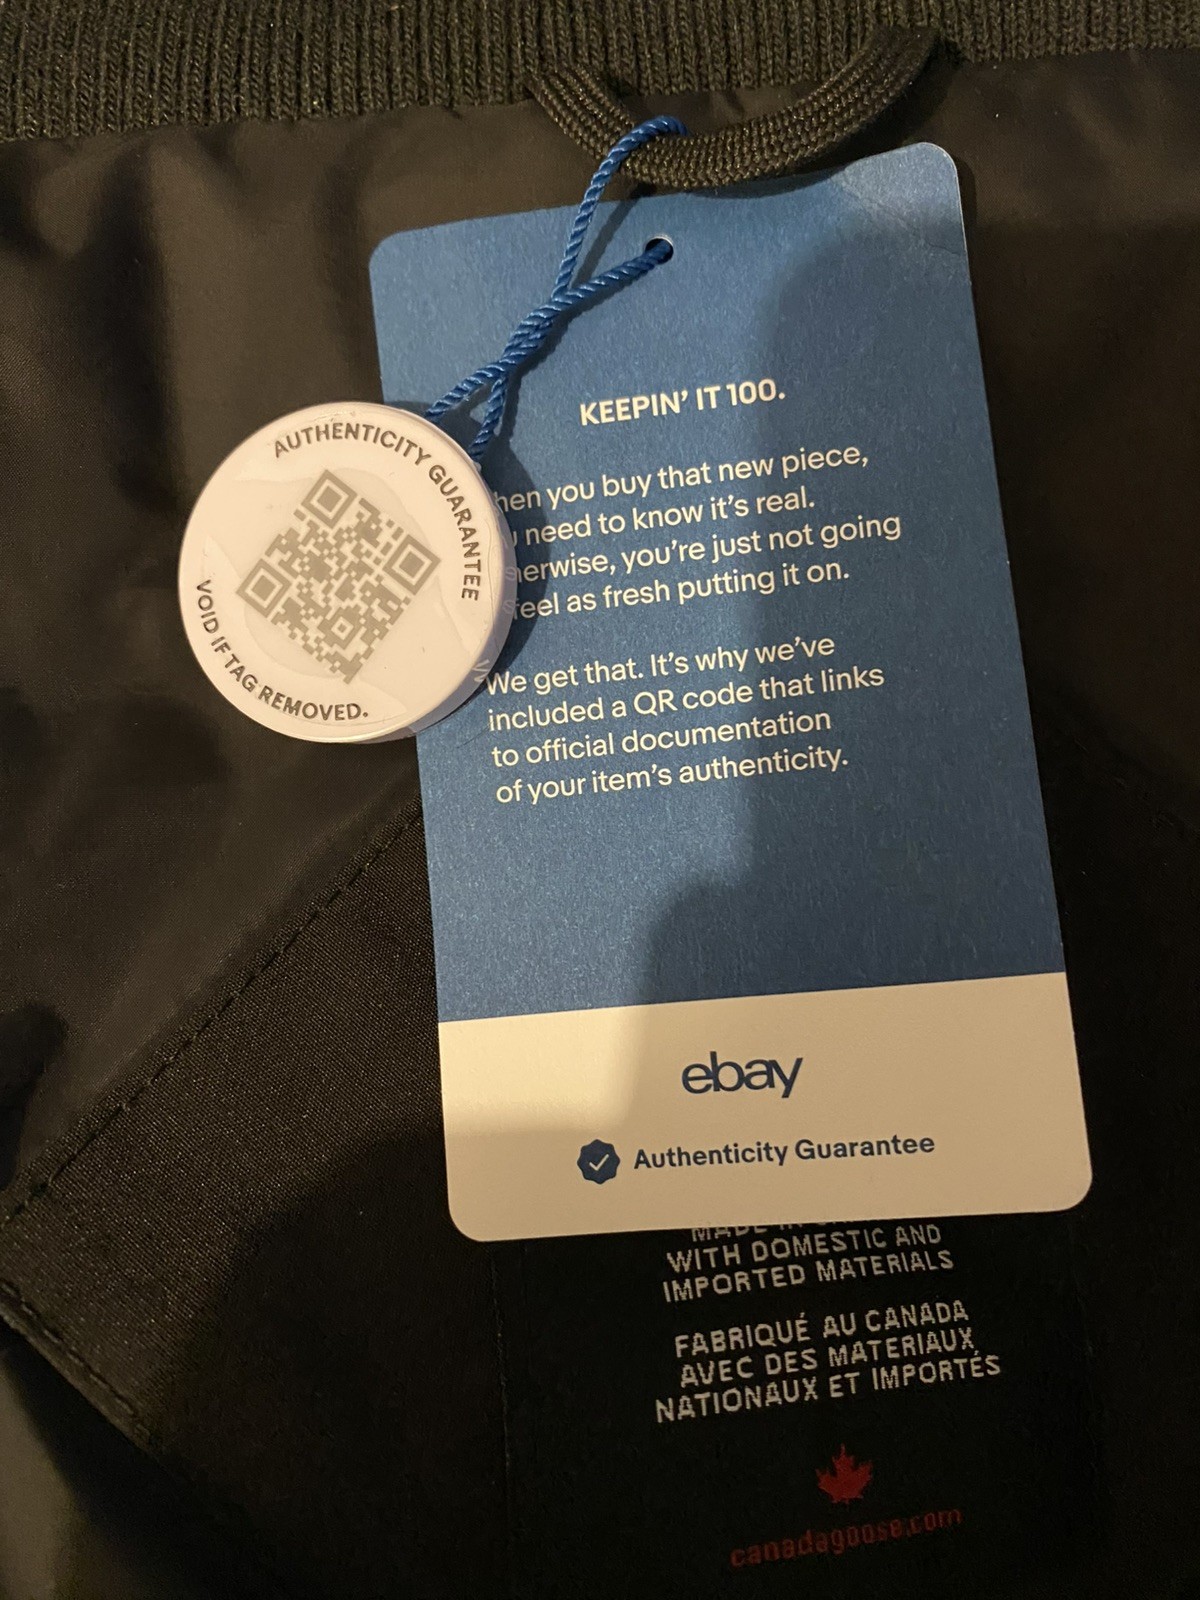 AUTHENTICITY GUARANTEE
VOID IF TAG REMOVED.
KEEPIN' IT 100.
you buy that new piece,
need to know it's real.
you're just not going
feel as fresh putting it on.
We get that. It's why we've
included a QR code that links
to official documentation
of your item's authenticity.
ebay
Authenticity Guarantee
MADE IN
WITH DOMESTIC AND
IMPORTED MATERIALS
FABRIQUÉ AU CANADA
AVEC DES MATERIAUX
NATIONAUX ET IMPORTÉS
canadagoose.com